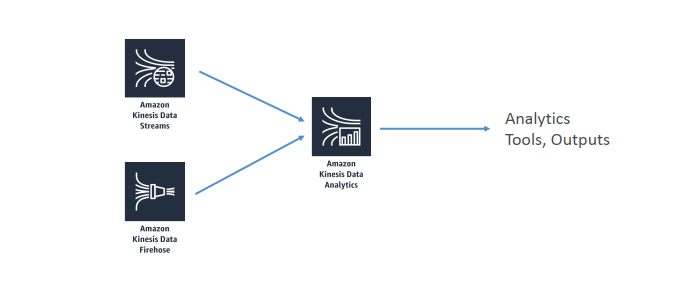 Amazon
Kinesis Data
Streams
Amazon
Kinesis Data
Analytics
Analytics
Tools, Outputs
Amazon
Kinesis Data
Firehose